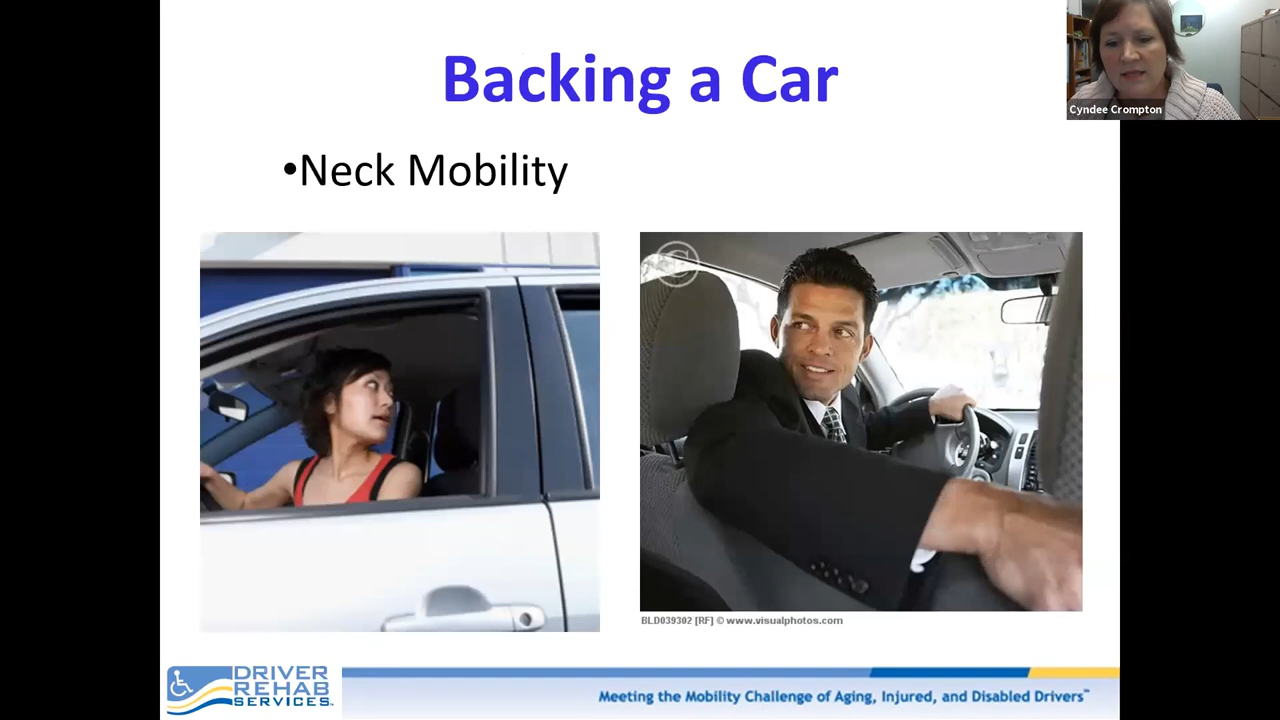 Backing a Car
Cyndee Crompton
•Neck Mobility
BLD039302 [RF] © www.visualphotos.com
DRIVER
REHAB
SERVICES
Meeting the Mobility Challenge of Aging, Injured, and Disabled Drivers™